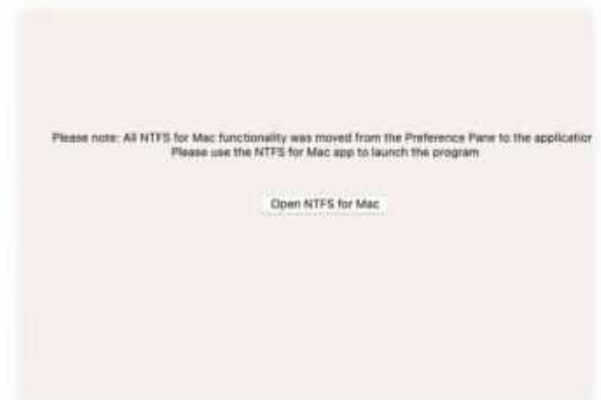 Please note: All NTFS for Mac functionality was moved from the Preference Pane to the application
Please use the NTFS for Mac app to launch the program
Open NTFS for Mac